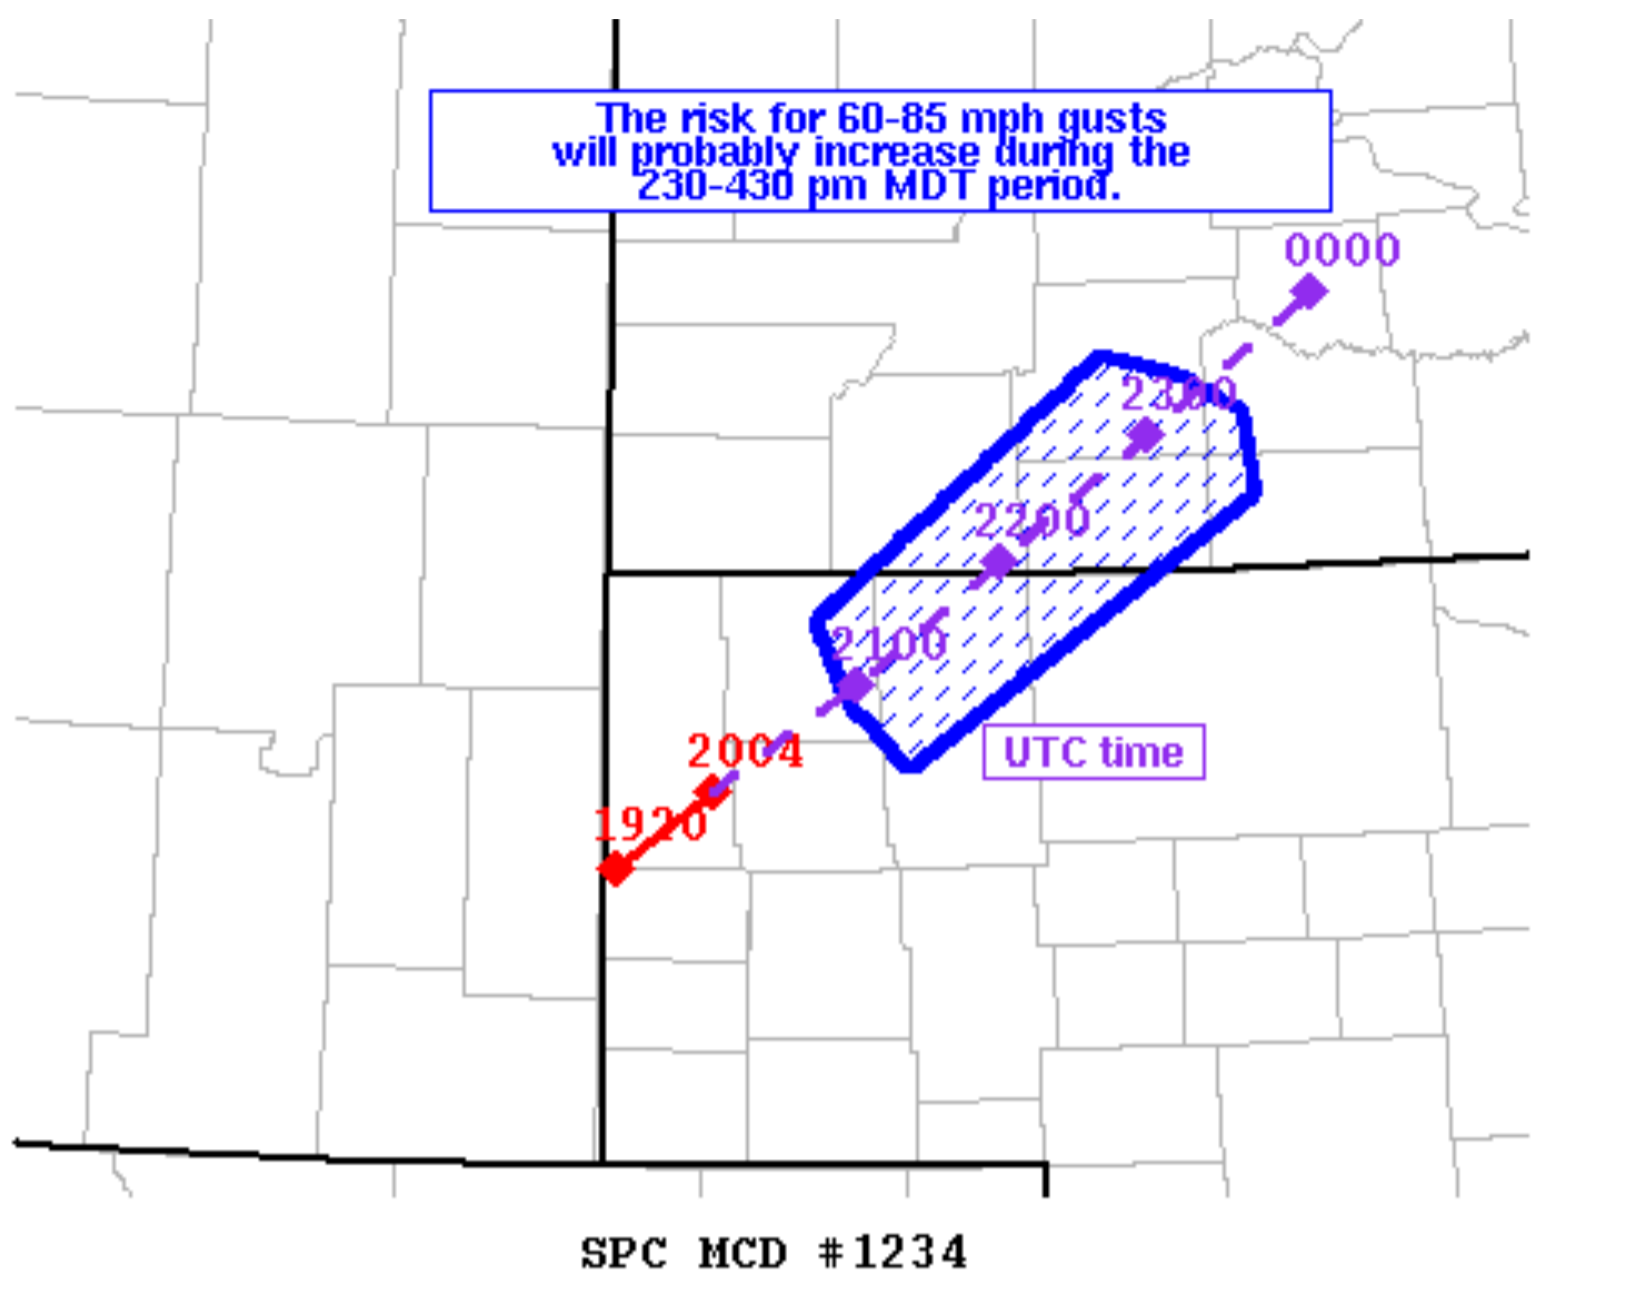 The risk for 60-85 mph gusts
will probably increase during the
230-430 pm MDT period.
0000
2300
2200
2100
2004
UTC time
1920
SPC MCD #1234